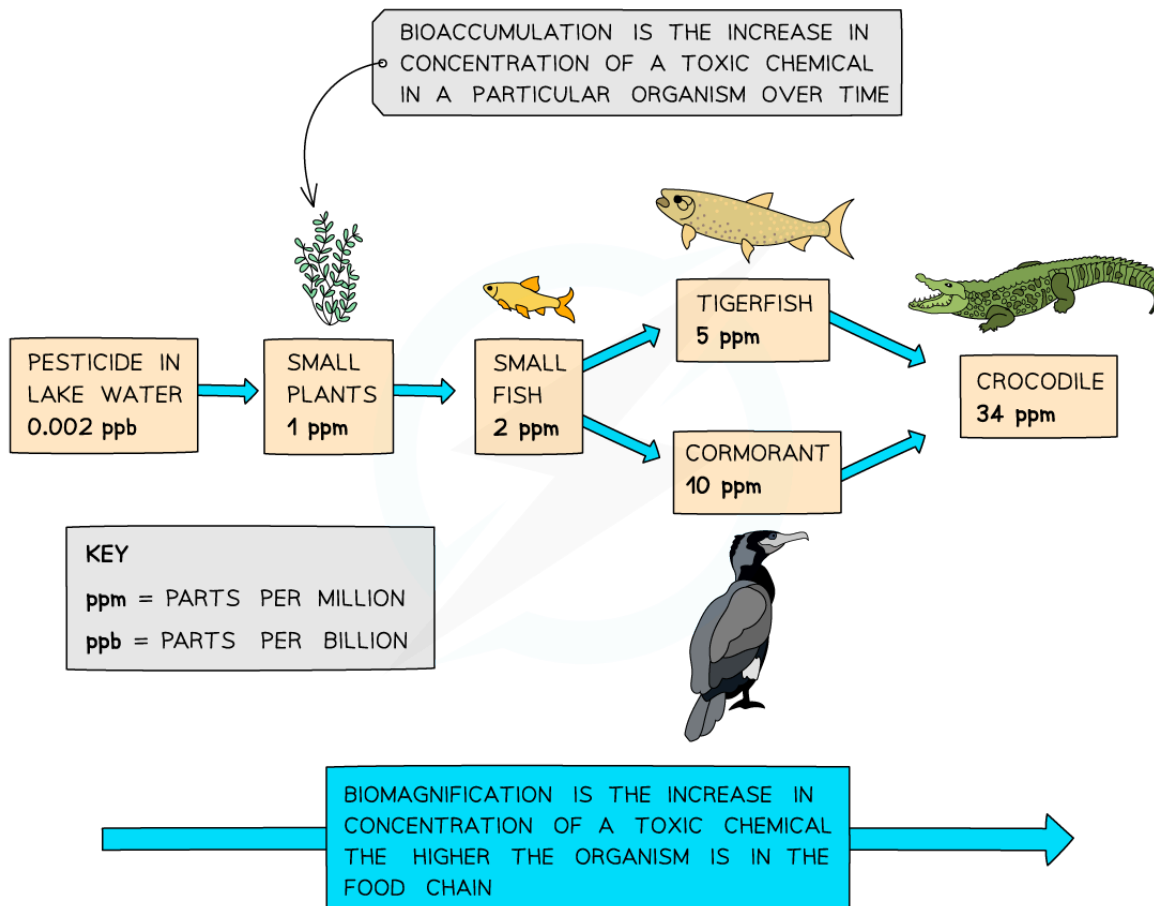 BIOACCUMULATION IS THE INCREASE IN
CONCENTRATION OF A TOXIC CHEMICAL
IN A PARTICULAR ORGANISM OVER TIME
PESTICIDE IN
LAKE WATER
0.002 ppb
SMALL
PLANTS
1 ppm
SMALL
FISH
2 ppm
TIGERFISH
5 ppm
CORMORANT
10 ppm
CROCODILE
34 ppm
KEY
ppm = PARTS PER MILLION
ppb = PARTS PER BILLION
BIOMAGNIFICATION IS THE INCREASE IN
CONCENTRATION OF A TOXIC CHEMICAL
THE HIGHER THE ORGANISM IS IN THE
FOOD CHAIN